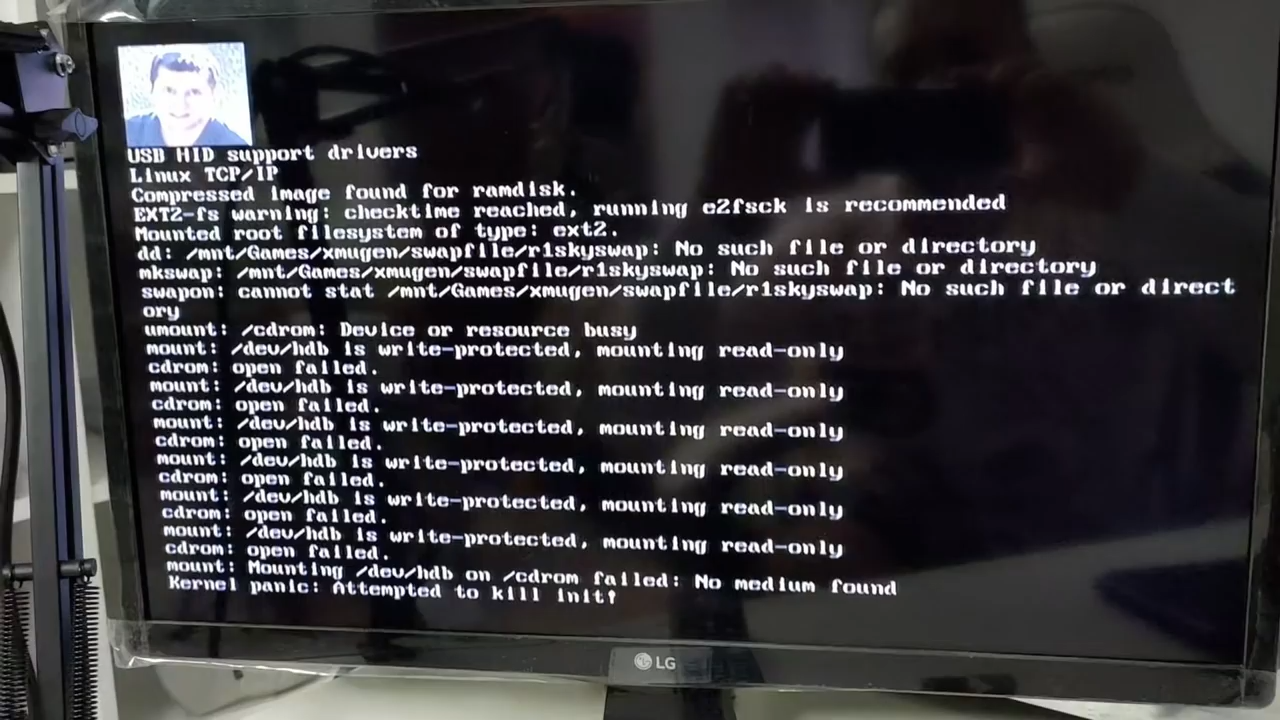 USB HID support drivers
Linux TCP/IP
Compressed image found for ramdisk.
EXT2-fs warning: checktime reached, running e2fsck is recommended
Mounted root filesystem of type: ext2.
dd: /mnt/Games/xmugen/swapfile/r1skyswap: No such file or directory
mkswap: /mnt/Games/xmugen/swapfile/r1skyswap: No such file or directory
swapon: cannot stat /mnt/Games/xmugen/swapfile/r1skyswap: No such file or direct
ory
umount: /cdrom: Device or resource busy
mount: /dev/hdb is write-protected, mounting read-only
cdrom: open failed.
mount: /dev/hdb is write-protected, mounting read-only
cdrom: open failed.
mount: /dev/hdb is write-protected, mounting read-only
cdrom: open failed.
mount: /dev/hdb is write-protected, mounting read-only
cdrom: open failed.
mount: /dev/hdb is write-protected, mounting read-only
cdrom: open failed.
mount: /dev/hdb is write-protected, mounting read-only
cdrom: open failed.
mount: Mounting /dev/hdb on /cdrom failed: No medium found
Kernel panic: Attempted to kill init!
LG